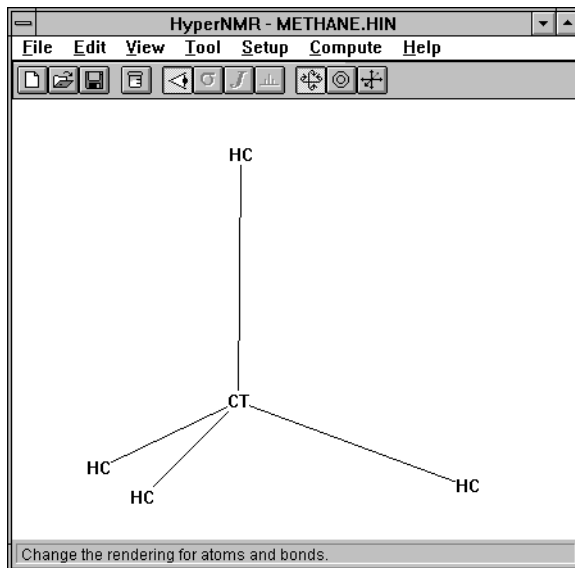 HyperNMR - METHANE.HIN
File Edit View Tool Setup Compute Help
σ J
HC
CT
HC
HC
HC
Change the rendering for atoms and bonds.